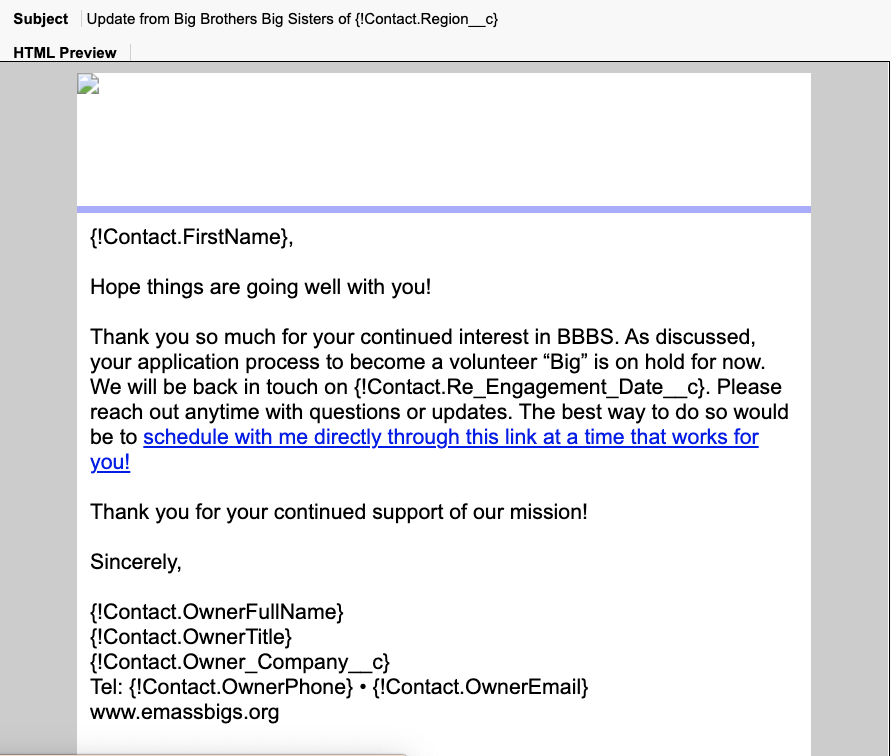 Subject Update from Big Brothers Big Sisters of {!Contact.Region__c}
HTML Preview
{!Contact.FirstName},
Hope things are going well with you!
Thank you so much for your continued interest in BBBS. As discussed,
your application process to become a volunteer “Big” is on hold for now.
We will be back in touch on {!Contact.Re_Engagement_Date__c}. Please
reach out anytime with questions or updates. The best way to do so would
be to schedule with me directly through this link at a time that works for
you!
Thank you for your continued support of our mission!
Sincerely,
{!Contact.OwnerFullName}
{!Contact.OwnerTitle}
{!Contact.Owner_Company__c}
Tel: {!Contact.OwnerPhone} • {!Contact.OwnerEmail}
www.emassbigs.org